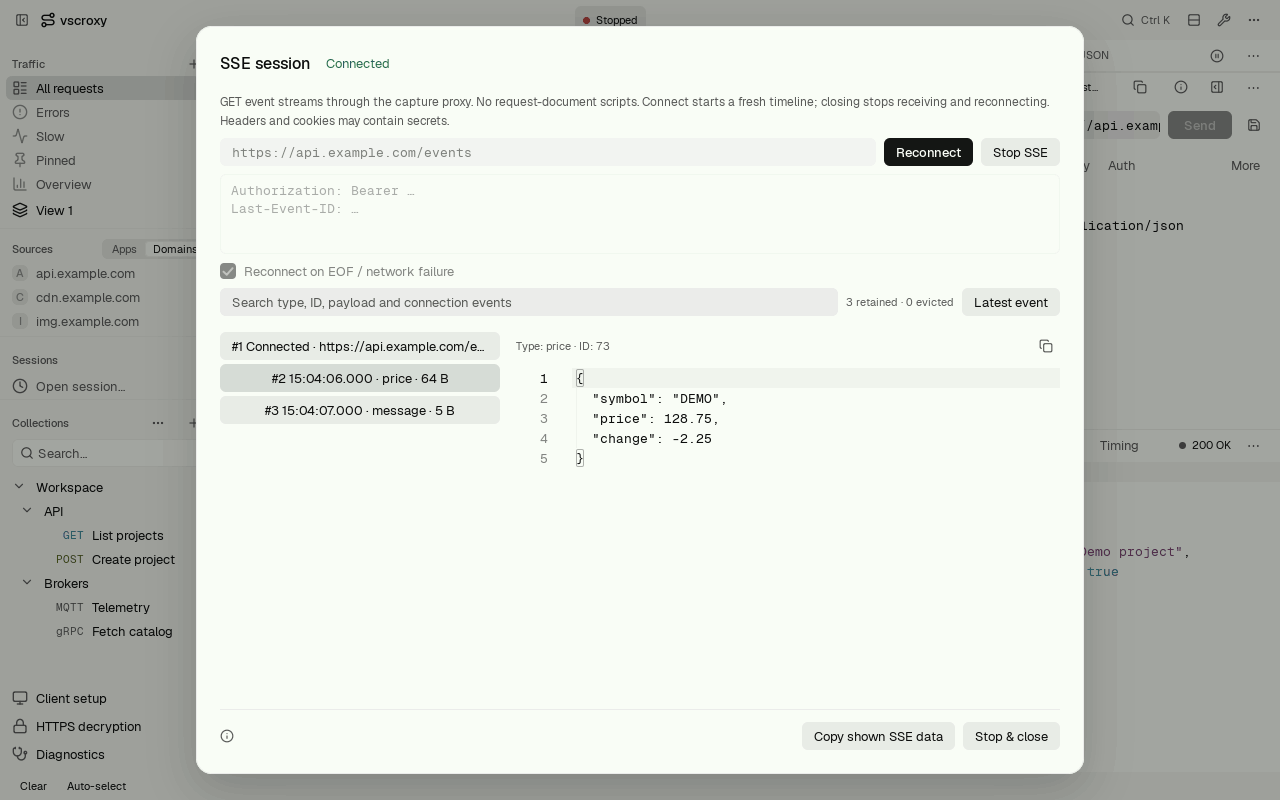 vscroxy
Stopped
Ctrl K
Traffic
All requests
Errors
Slow
Pinned
Overview
View 1
Sources
Apps
Domains
A api.example.com
C cdn.example.com
I img.example.com
Sessions
Open session…
Collections
Search…
Workspace
API
GET List projects
POST Create project
Brokers
MQTT Telemetry
gRPC Fetch catalog
Client setup
HTTPS decryption
Diagnostics
Clear
Auto-select
SSE session
Connected
GET event streams through the capture proxy. No request-document scripts. Connect starts a fresh timeline; closing stops receiving and reconnecting.
Headers and cookies may contain secrets.
https://api.example.com/events
Reconnect
Stop SSE
Authorization: Bearer …
Last-Event-ID: …
Reconnect on EOF / network failure
Search type, ID, payload and connection events
3 retained · 0 evicted
Latest event
#1 Connected · https://api.example.com/e…
#2 15:04:06.000 · price · 64 B
#3 15:04:07.000 · message · 5 B
Type: price · ID: 73
1 {
2 "symbol": "DEMO",
3 "price": 128.75,
4 "change": -2.25
5 }
Copy shown SSE data
Stop & close
JSON
st…
/api.examp
Send
y
Auth
More
lication/json
Timing
200 OK
Demo project",
true